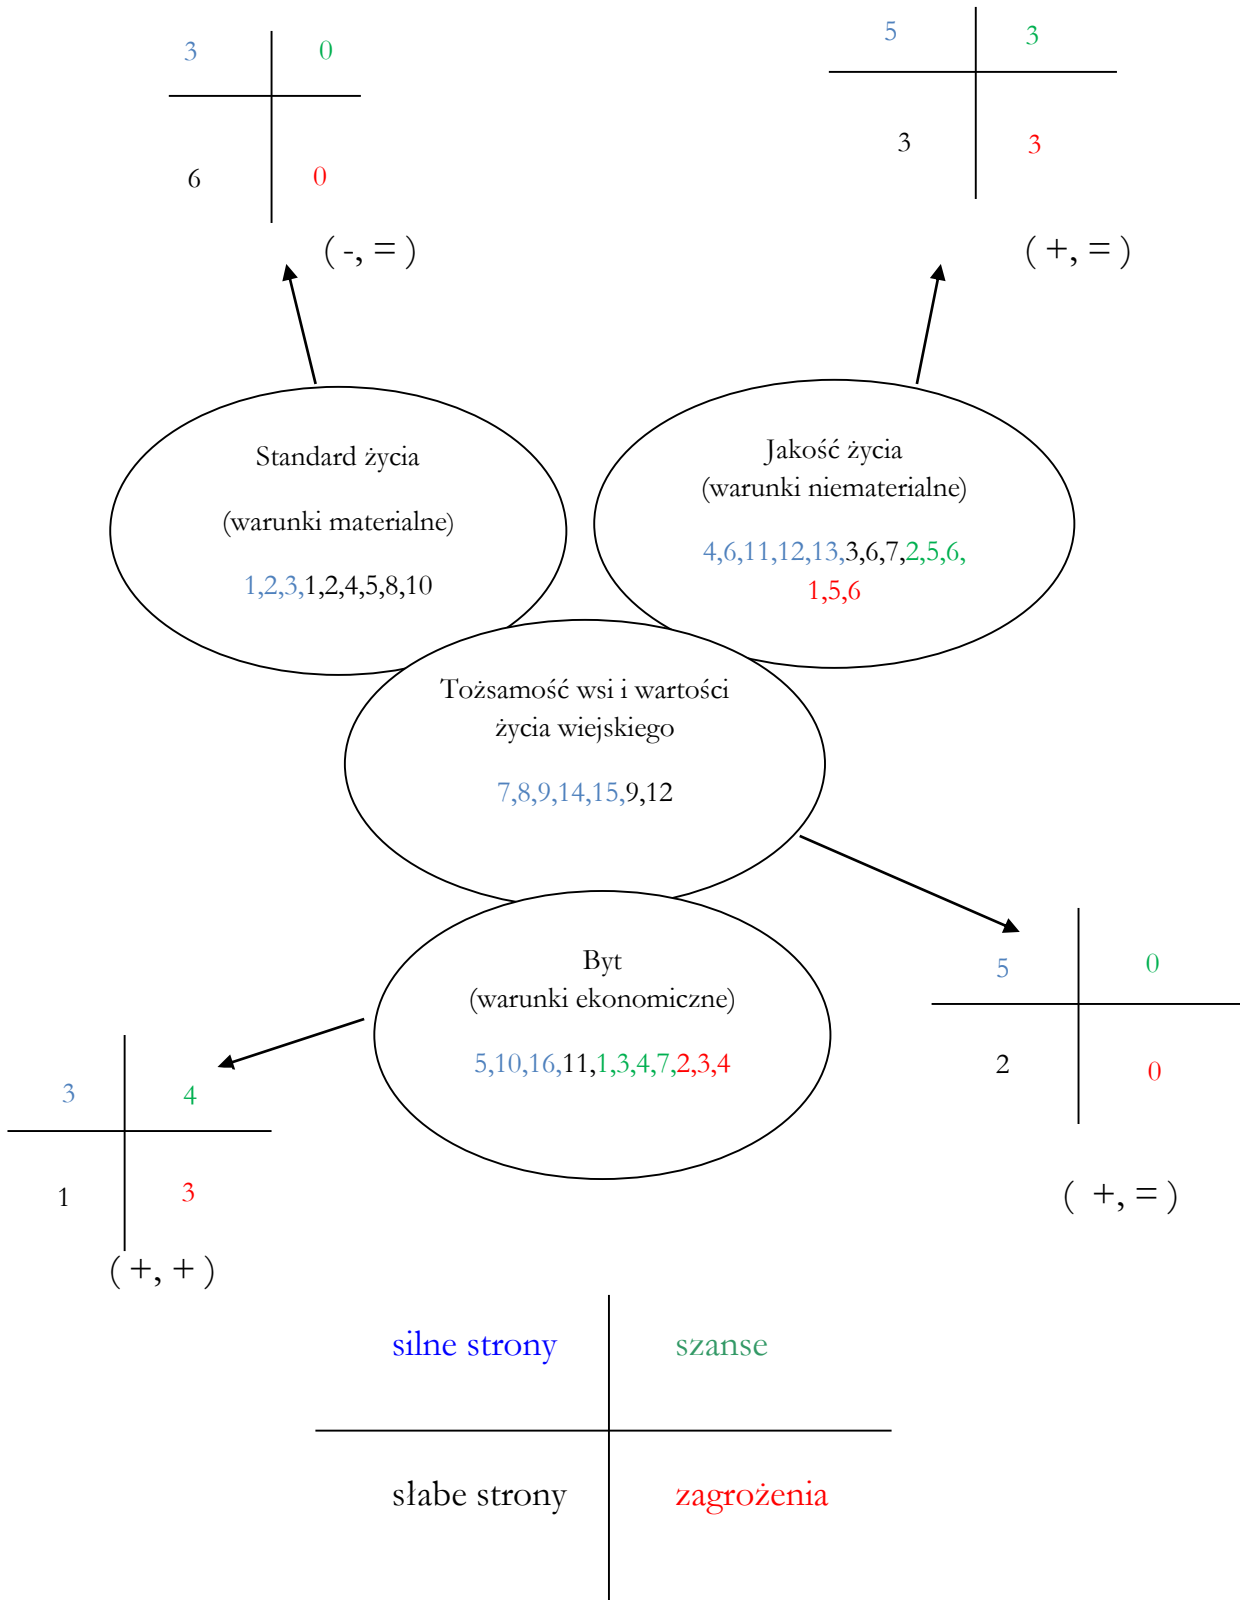 3 0
6 0
( -, = )
5 3
3 3
( +, = )
Standard życia
(warunki materialne)
1,2,3,1,2,4,5,8,10
Jakość życia
(warunki niematerialne)
4,6,11,12,13,3,6,7,2,5,6,
1,5,6
Tożsamość wsi i wartości
życia wiejskiego
7,8,9,14,15,9,12
Byt
(warunki ekonomiczne)
5,10,16,11,1,3,4,7,2,3,4
5 0
2 0
( +, = )
3 4
1 3
( +, + )
silne strony szanse
słabe strony zagrożenia